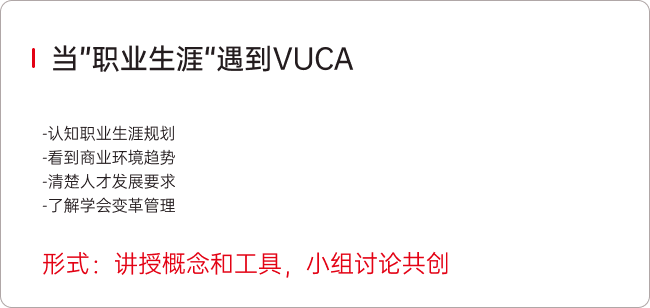 当"职业生涯"遇到VUCA
-认知职业生涯规划
-看到商业环境趋势
-清楚人才发展要求
-了解学会变革管理
形式：讲授概念和工具，小组讨论共创